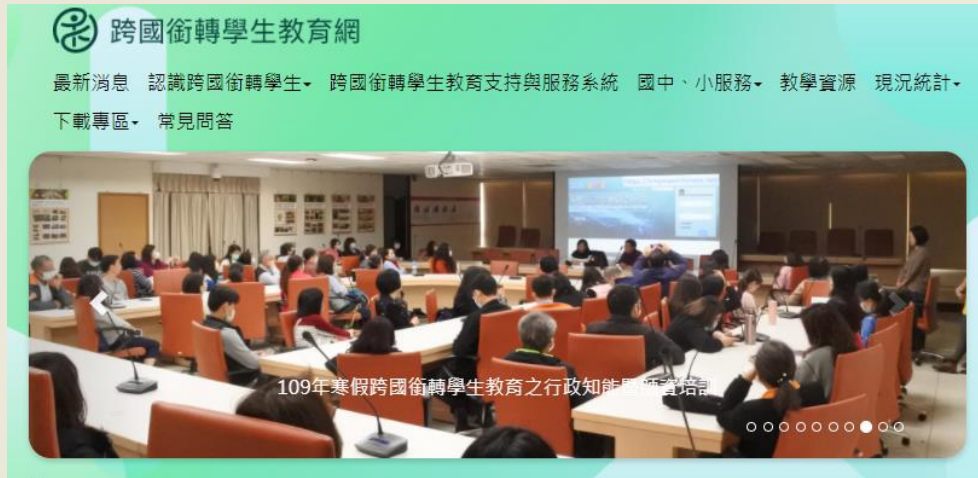 跨國銜轉學生教育網
最新消息 認識跨國銜轉學生 跨國銜轉學生教育支持與服務系統 國中、小服務 教學資源 現況統計
下載專區 常見問答
109年寒假跨國銜轉學生教育之行政知能暨師資培訓